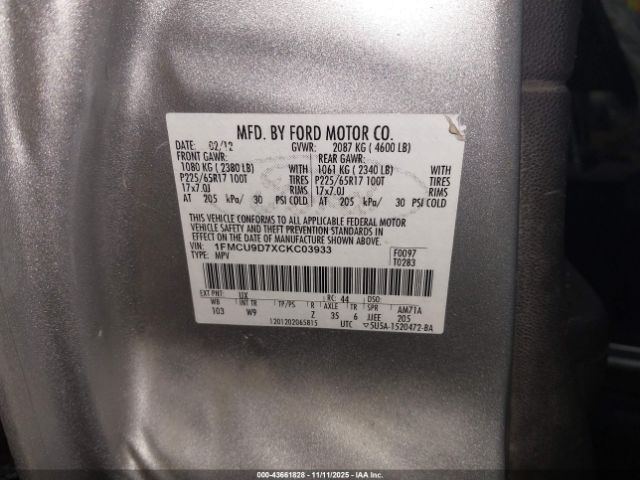 MFD. BY FORD MOTOR CO.
DATE: 02/12 GVWR: 2087 KG ( 4600 LB)
FRONT GAWR: REAR GAWR:
1080 KG ( 2380 LB) WITH 1061 KG ( 2340 LB) WITH
P225/65R17 100T TIRES P225/65R17 100T TIRES
17x7.0J RIMS 17x7.0J RIMS
AT 205 kPa/ 30 PSI COLD AT 205 kPa/ 30 PSI COLD
THIS VEHICLE CONFORMS TO ALL APPLICABLE FEDERAL MOTOR
VEHICLE SAFETY AND THEFT PREVENTION STANDARDS IN
EFFECT ON THE DATE OF MANUFACTURE SHOWN ABOVE.
VIN: 1FMCU9D7XCKC03933 F0097
TYPE: MPV T0283
EXT PNT: UX RC: 44 DSO:
WB INT TR TP/PS R AXLE TR SPR AM71A
103 W9 Z 35 6 JJEE 205
1201202065815 UTC ▽5U5A-1520472-BA
000-43661828 - 11/11/2025 - IAA Inc.